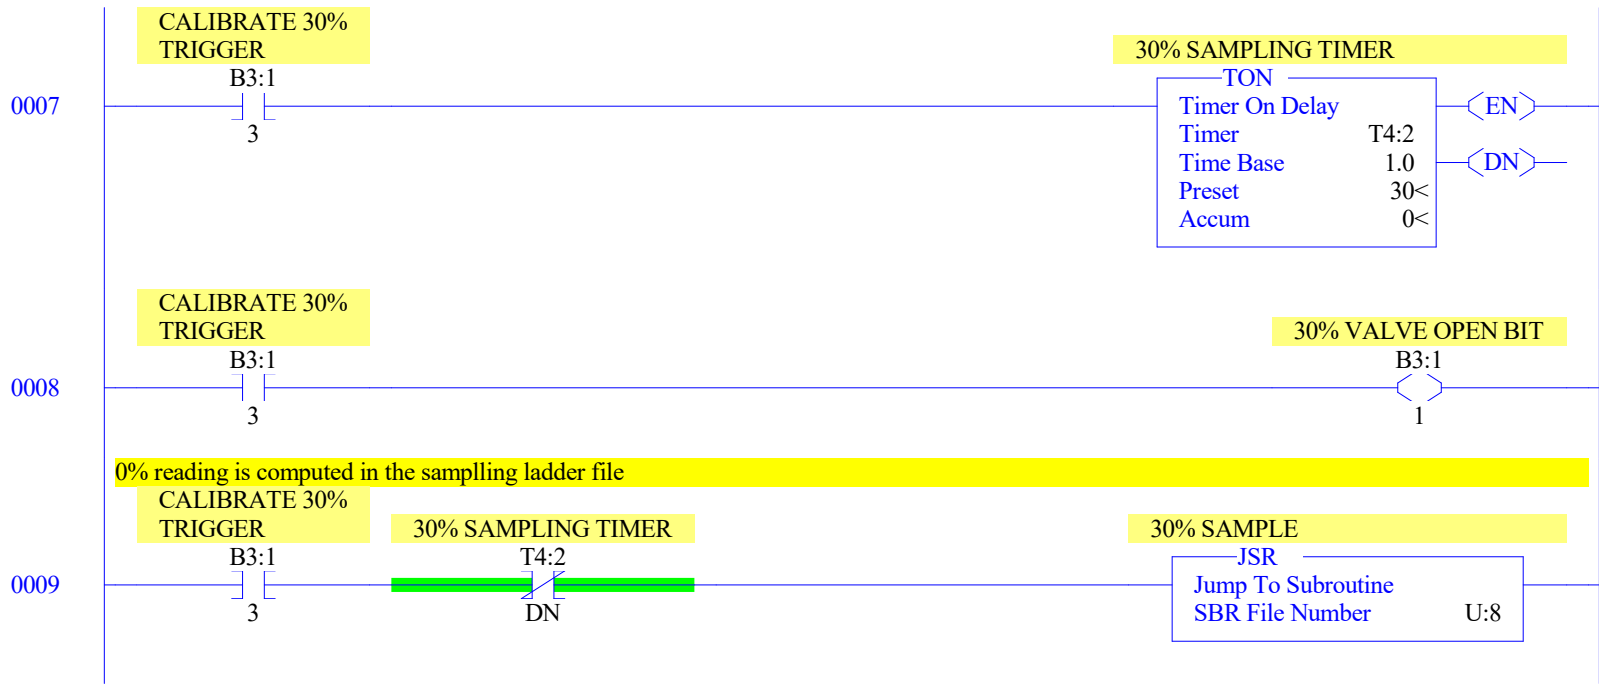 CALIBRATE 30%
TRIGGER
30% SAMPLING TIMER
B3:1
TON
0007
Timer On Delay
EN
3
Timer T4:2
Time Base 1.0
DN
Preset 30<
Accum 0<
CALIBRATE 30%
TRIGGER
30% VALVE OPEN BIT
B3:1
B3:1
0008
3
1
0% reading is computed in the samplling ladder file
CALIBRATE 30%
TRIGGER
30% SAMPLING TIMER
30% SAMPLE
B3:1
T4:2
JSR
0009
Jump To Subroutine
3
DN
SBR File Number U:8